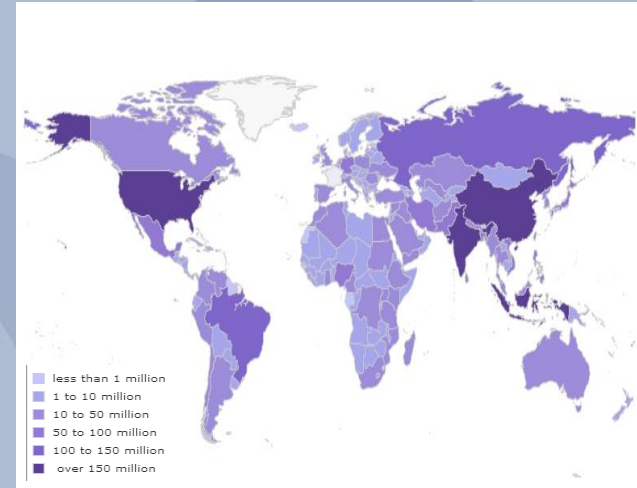 less than 1 million
1 to 10 million
10 to 50 million
50 to 100 million
100 to 150 million
over 150 million